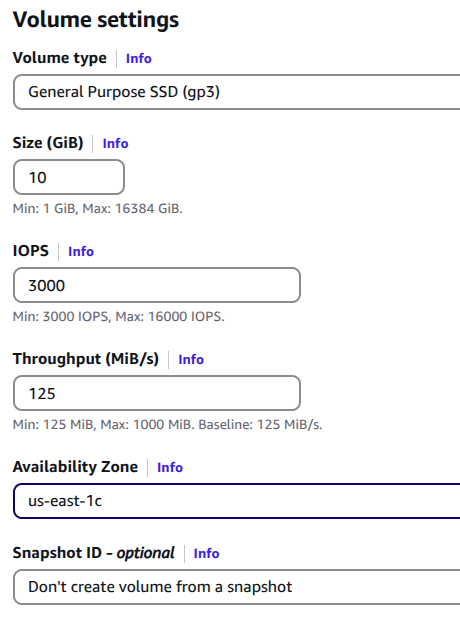 Volume settings
Volume type Info
General Purpose SSD (gp3)
Size (GiB) Info
10
Min: 1 GiB, Max: 16384 GiB.
IOPS Info
3000
Min: 3000 IOPS, Max: 16000 IOPS.
Throughput (MiB/s) Info
125
Min: 125 MiB, Max: 1000 MiB. Baseline: 125 MiB/s.
Availability Zone Info
us-east-1c
Snapshot ID - optional Info
Don't create volume from a snapshot